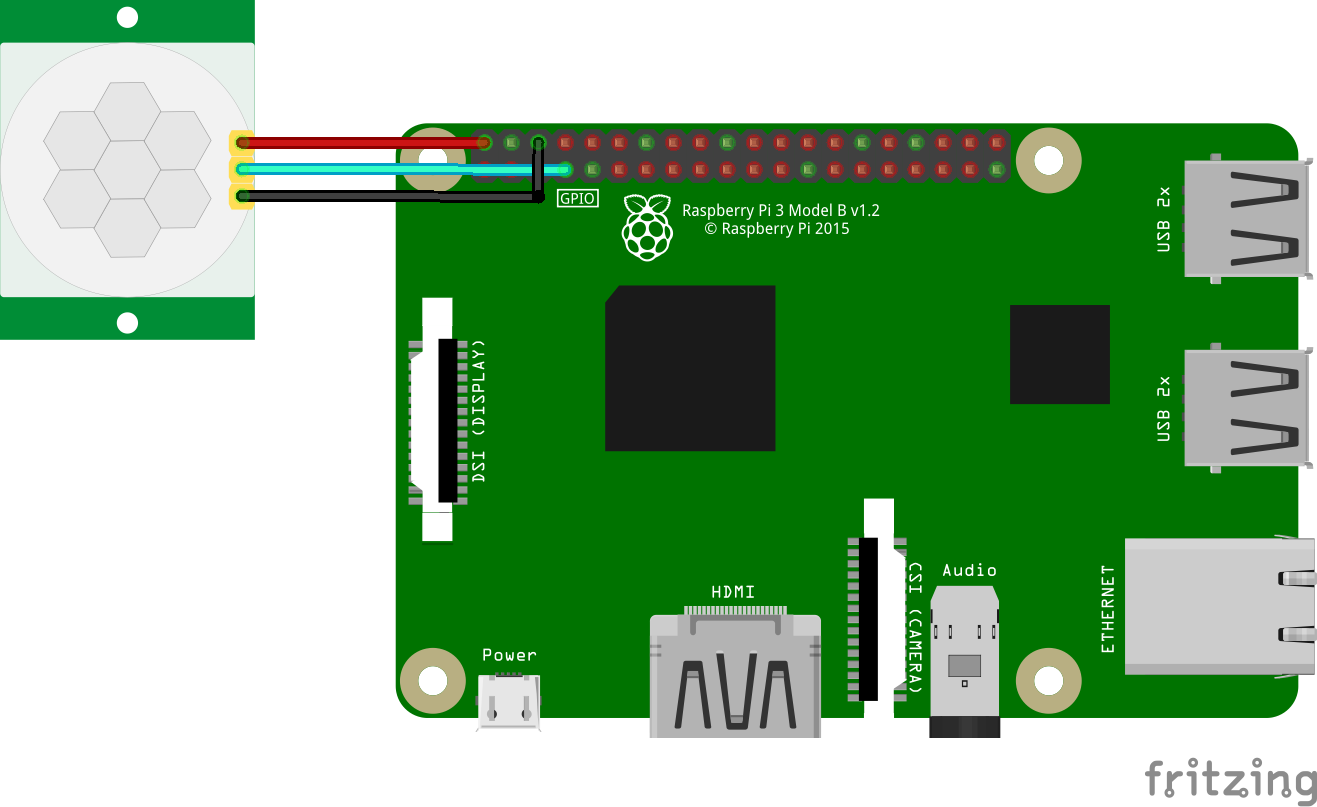 GPIO
Raspberry Pi 3 Model B v1.2
© Raspberry Pi 2015
USB 2x
DSI (DISPLAY)
USB 2x
HDMI
CSI (CAMERA)
Audio
ETHERNET
Power
fritzing